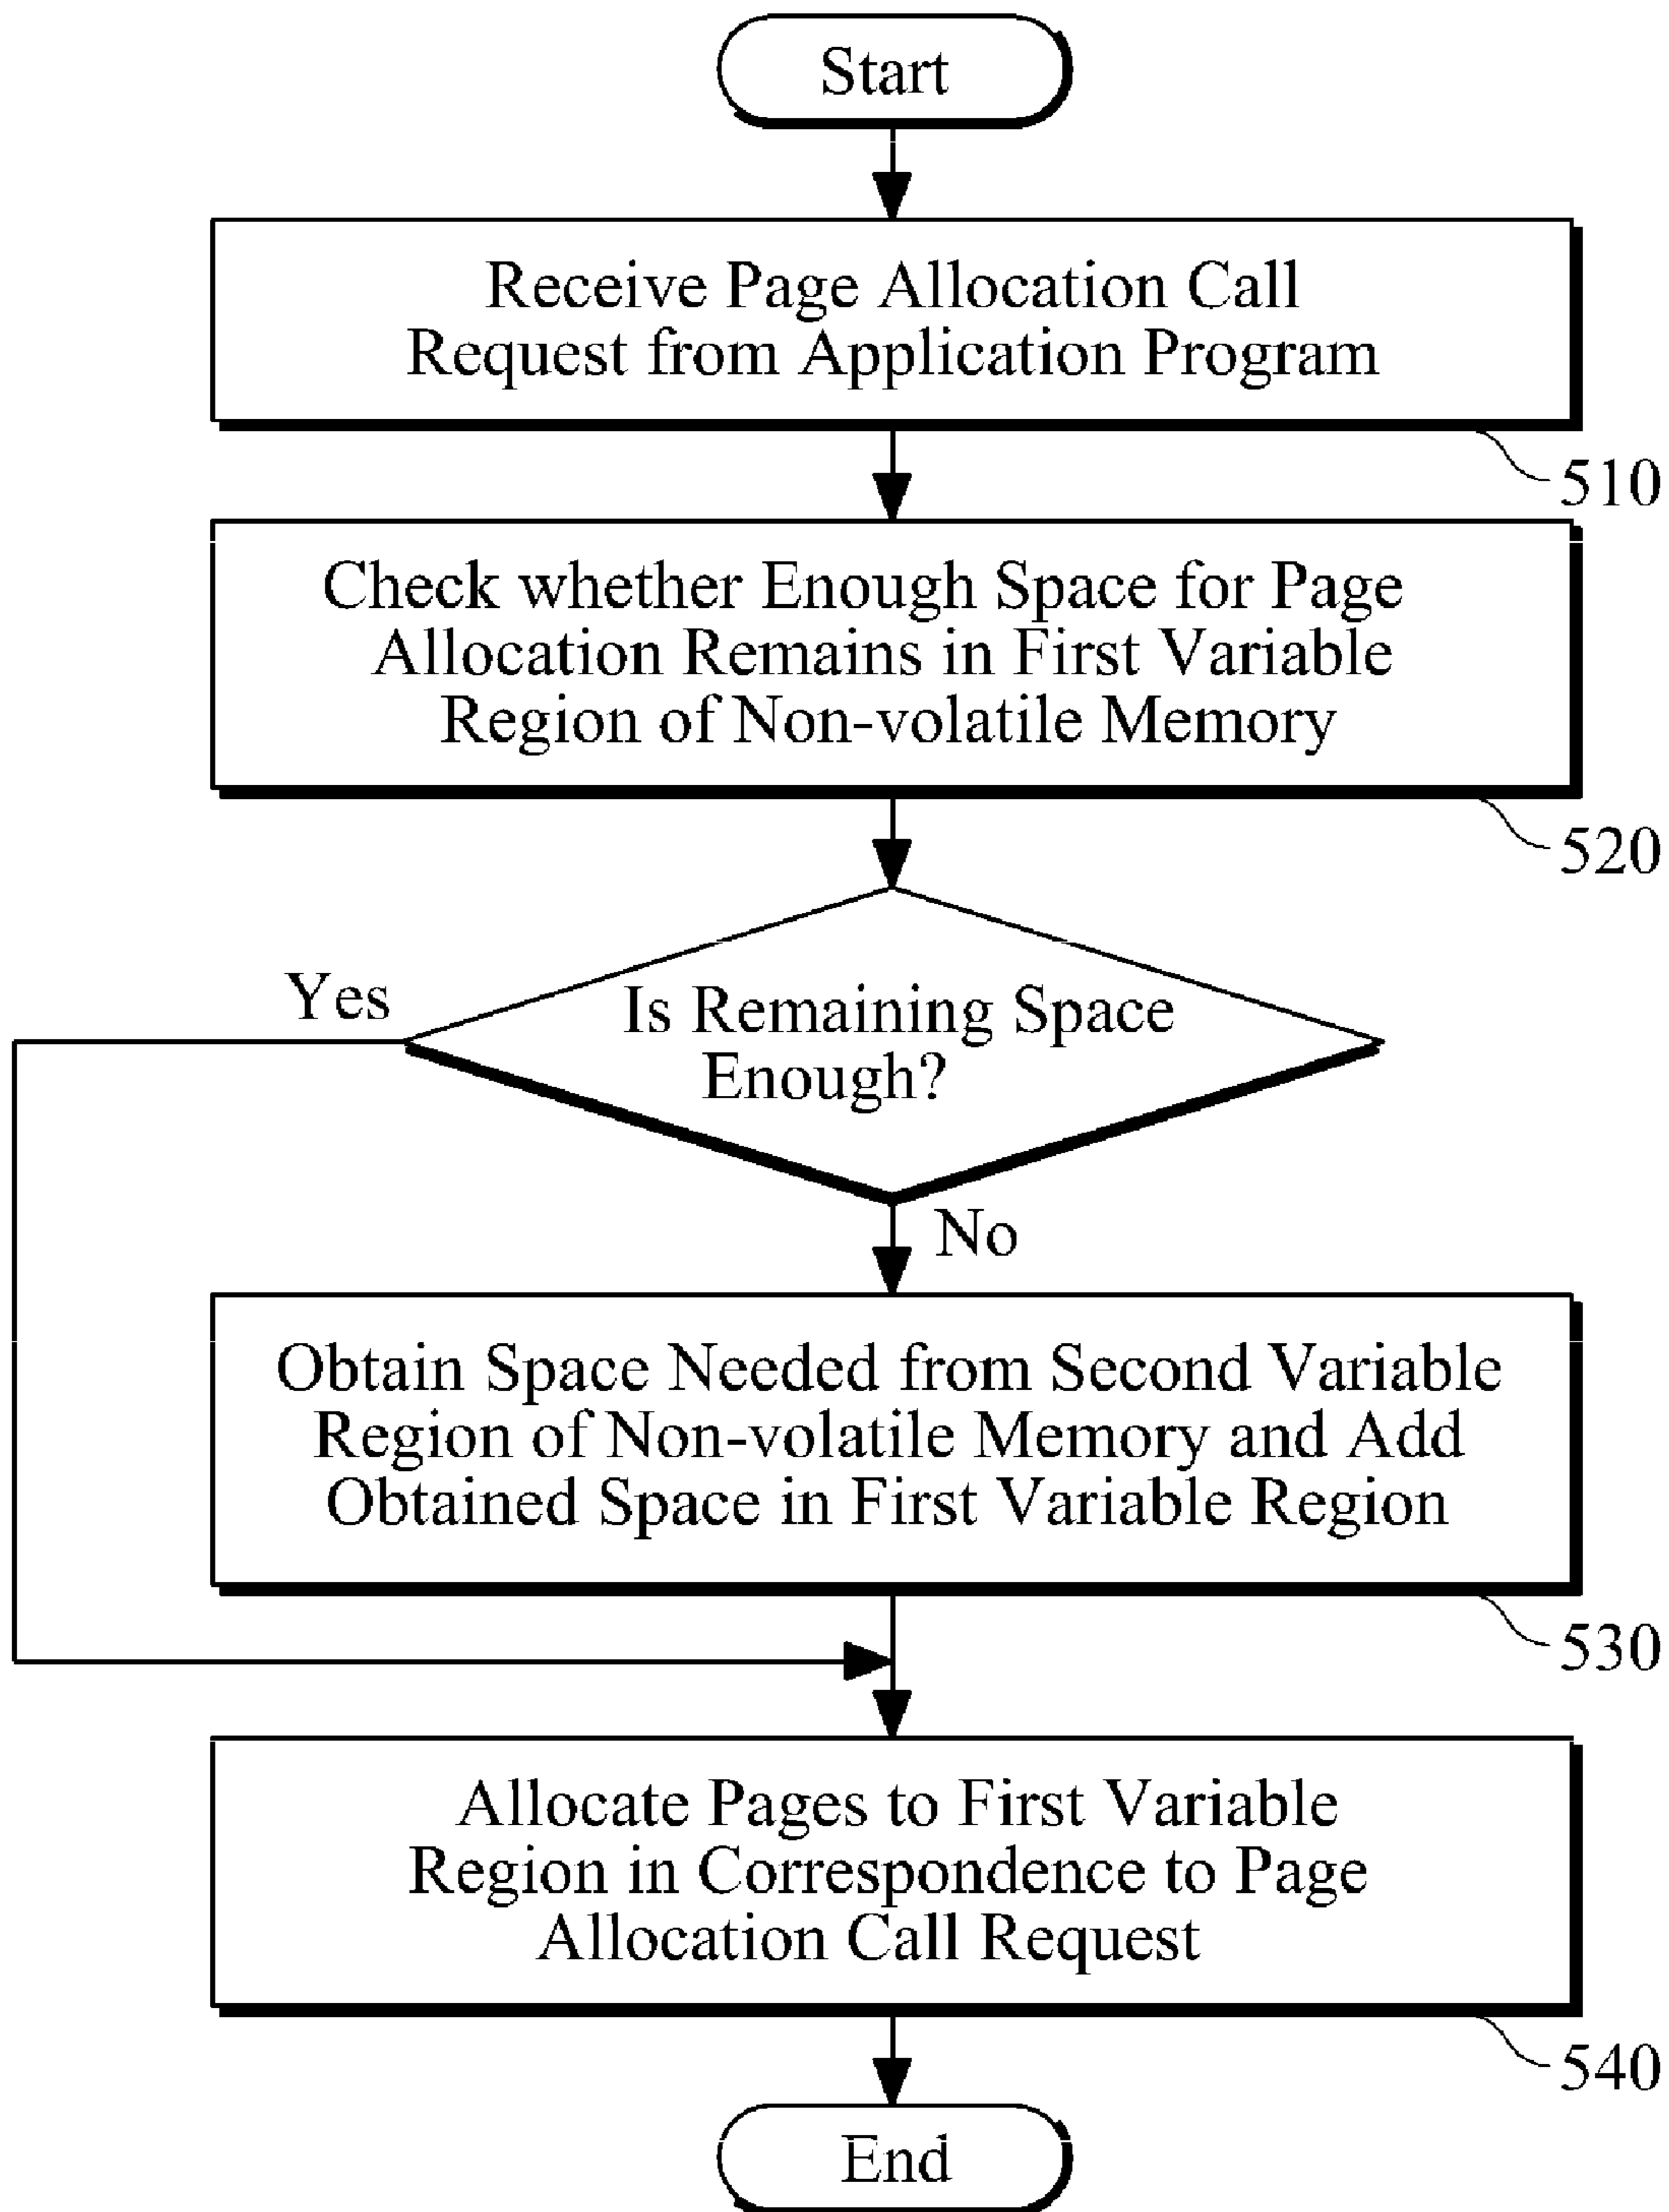 Start
Receive Page Allocation Call
Request from Application Program
510
Check whether Enough Space for Page
Allocation Remains in First Variable
Region of Non-volatile Memory
520
Yes
Is Remaining Space
Enough?
No
Obtain Space Needed from Second Variable
Region of Non-volatile Memory and Add
Obtained Space in First Variable Region
530
Allocate Pages to First Variable
Region in Correspondence to Page
Allocation Call Request
540
End